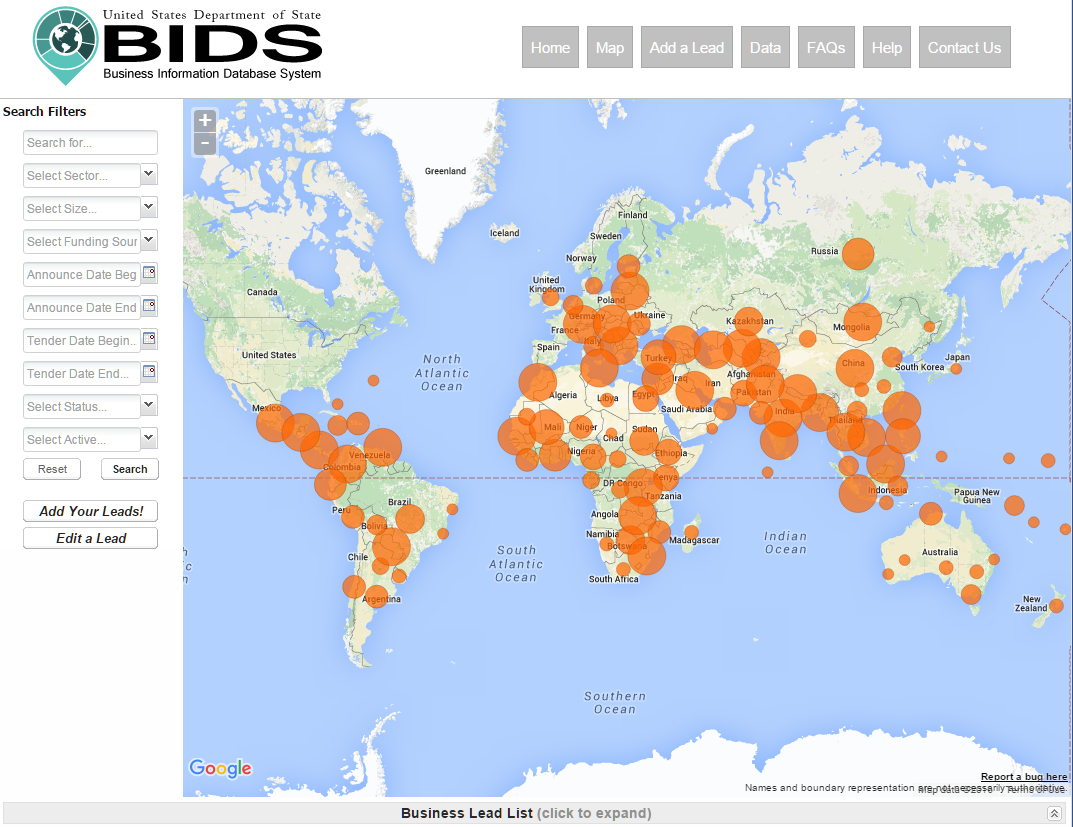 United States Department of State
BIDS
Business Information Database System
Home
Map
Add a Lead
Data
FAQs
Help
Contact Us
Search Filters
Search for...
Select Sector...
Select Size...
Select Funding Sour
Announce Date Beg
Announce Date End
Tender Date Begin..
Tender Date End...
Select Status...
Select Active...
Reset
Search
Add Your Leads!
Edit a Lead
+
-
Greenland
Iceland
Finland
Sweden
Norway
Russia
United
Kingdom
Canada
Poland
Germany
Ukraine
France
Kazakhstan
Mongolia
Italy
Spain
United States
North
Atlantic
Ocean
Turkey
Afghanistan
China
South Korea
Japan
Iraq
Iran
Pakistan
Algeria
Libya
Egypt
Saudi Arabia
Mexico
India
Thailand
Mali
Niger
Chad
Sudan
Nigeria
Ethiopia
Venezuela
Colombia
Kenya
DR Congo
Tanzania
Indonesia
Papua New
Guinea
Brazil
Peru
Bolivia
Angola
Namibia
Botswana
Madagascar
Indian
Ocean
Australia
Chile
South
Atlantic
Ocean
South Africa
Argentina
New
Zealand
Southern
Ocean
Google
Report a bug here
Names and boundary representation are not necessarily authoritative.
Terms of Use
Business Lead List (click to expand)